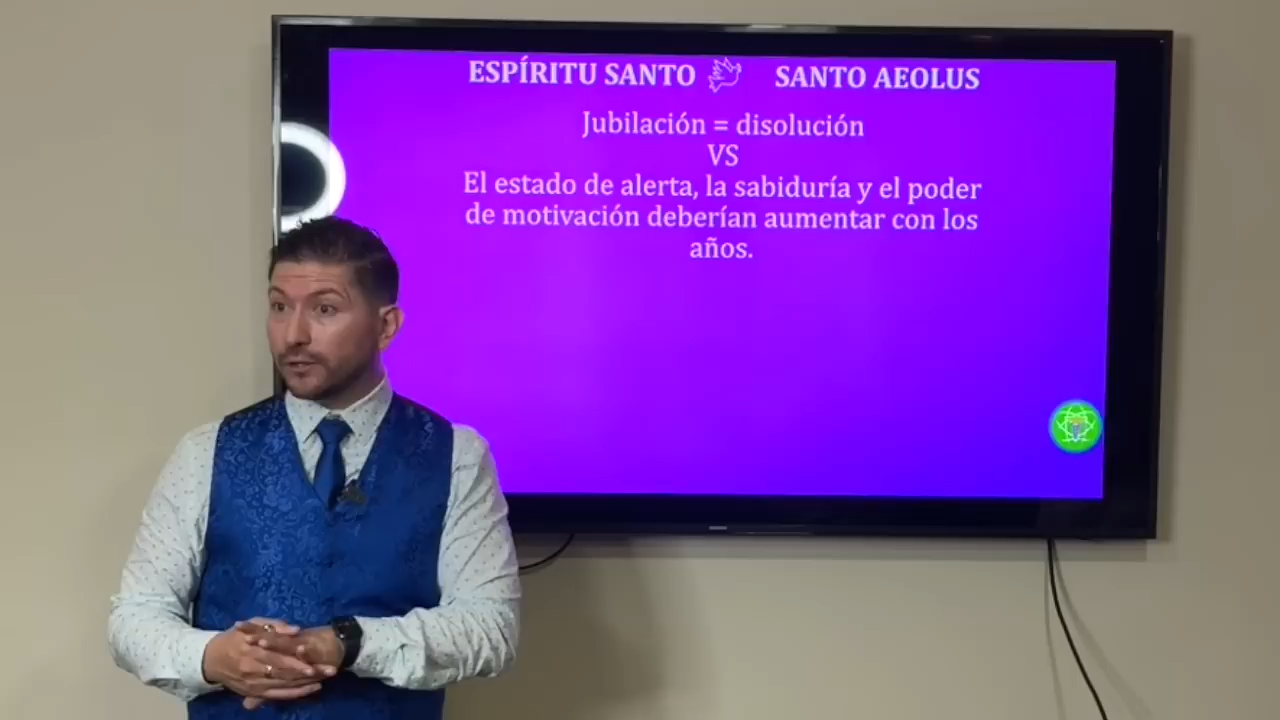 ESPÍRITU SANTO SANTO AEOLUS
Jubilación = disolución
VS
El estado de alerta, la sabiduría y el poder
de motivación deberían aumentar con los
años.